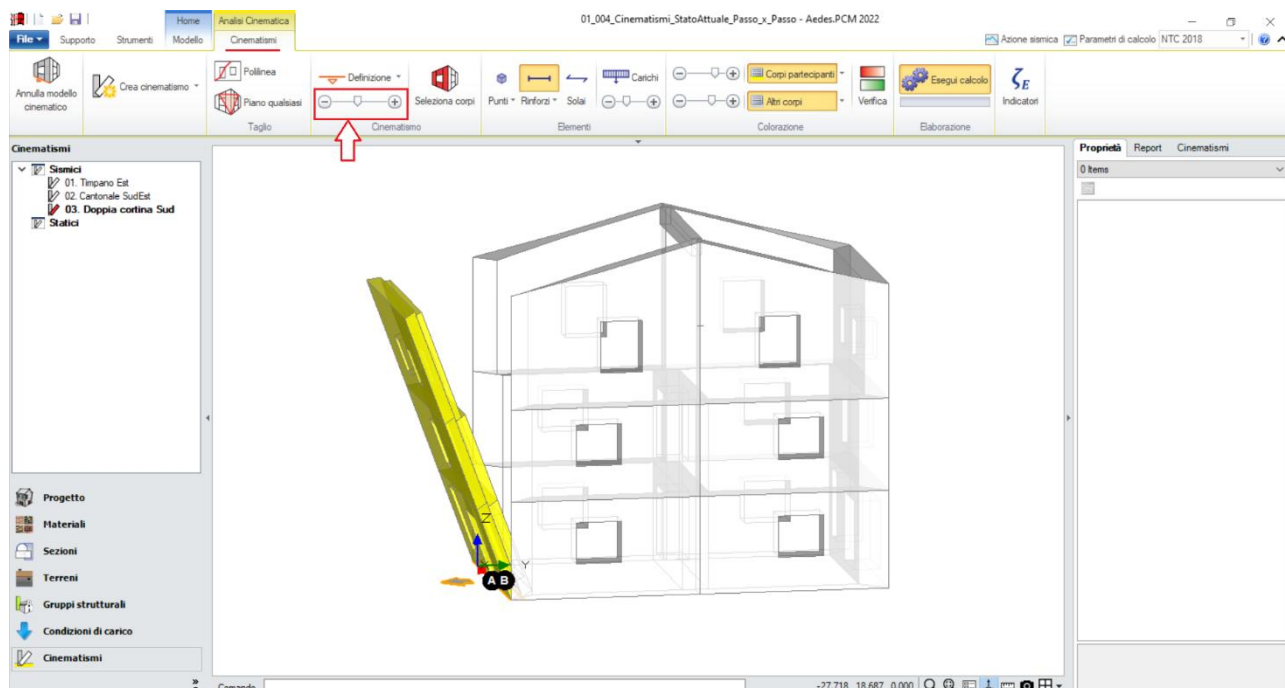 Home
Analisi Cinematica
01_004_Cinematismi_StatoAttuale_Passo_x_Passo - Aedes.PCM 2022
File
Supporto
Strumenti
Modello
Cinematismi
Azione sismica
Parametri di calcolo
NTC 2018
Annulla modello
cinematico
Crea cinematismo
Polilinea
Piano qualsiasi
Taglio
Definizione
Seleziona corpi
Cinematismo
Punti
Rinforzi
Solai
Carichi
Elementi
Corpi partecipanti
Altri corpi
Verifica
Colorazione
Esegui calcolo
Elaborazione
ζE
Indicatori
Cinematismi
Sismici
01. Timpano Est
02. Cantonale SudEst
03. Doppia cortina Sud
Statici
Progetto
Materiali
Sezioni
Terreni
Gruppi strutturali
Condizioni di carico
Cinematismi
»
Z
Y
A B
Proprietà
Report
Cinematismi
0 Items
Comando
-27.718 18.687 0.000